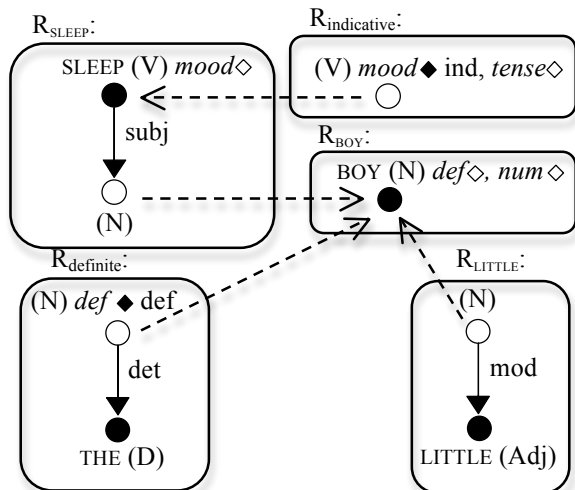 R_SLEEP:
SLEEP (V) mood◇
subj
(N)
R_indicative:
(V) mood◆ ind, tense◇
R_BOY:
BOY (N) def◇, num◇
R_definite:
(N) def ◆ def
det
THE (D)
R_LITTLE:
(N)
mod
LITTLE (Adj)